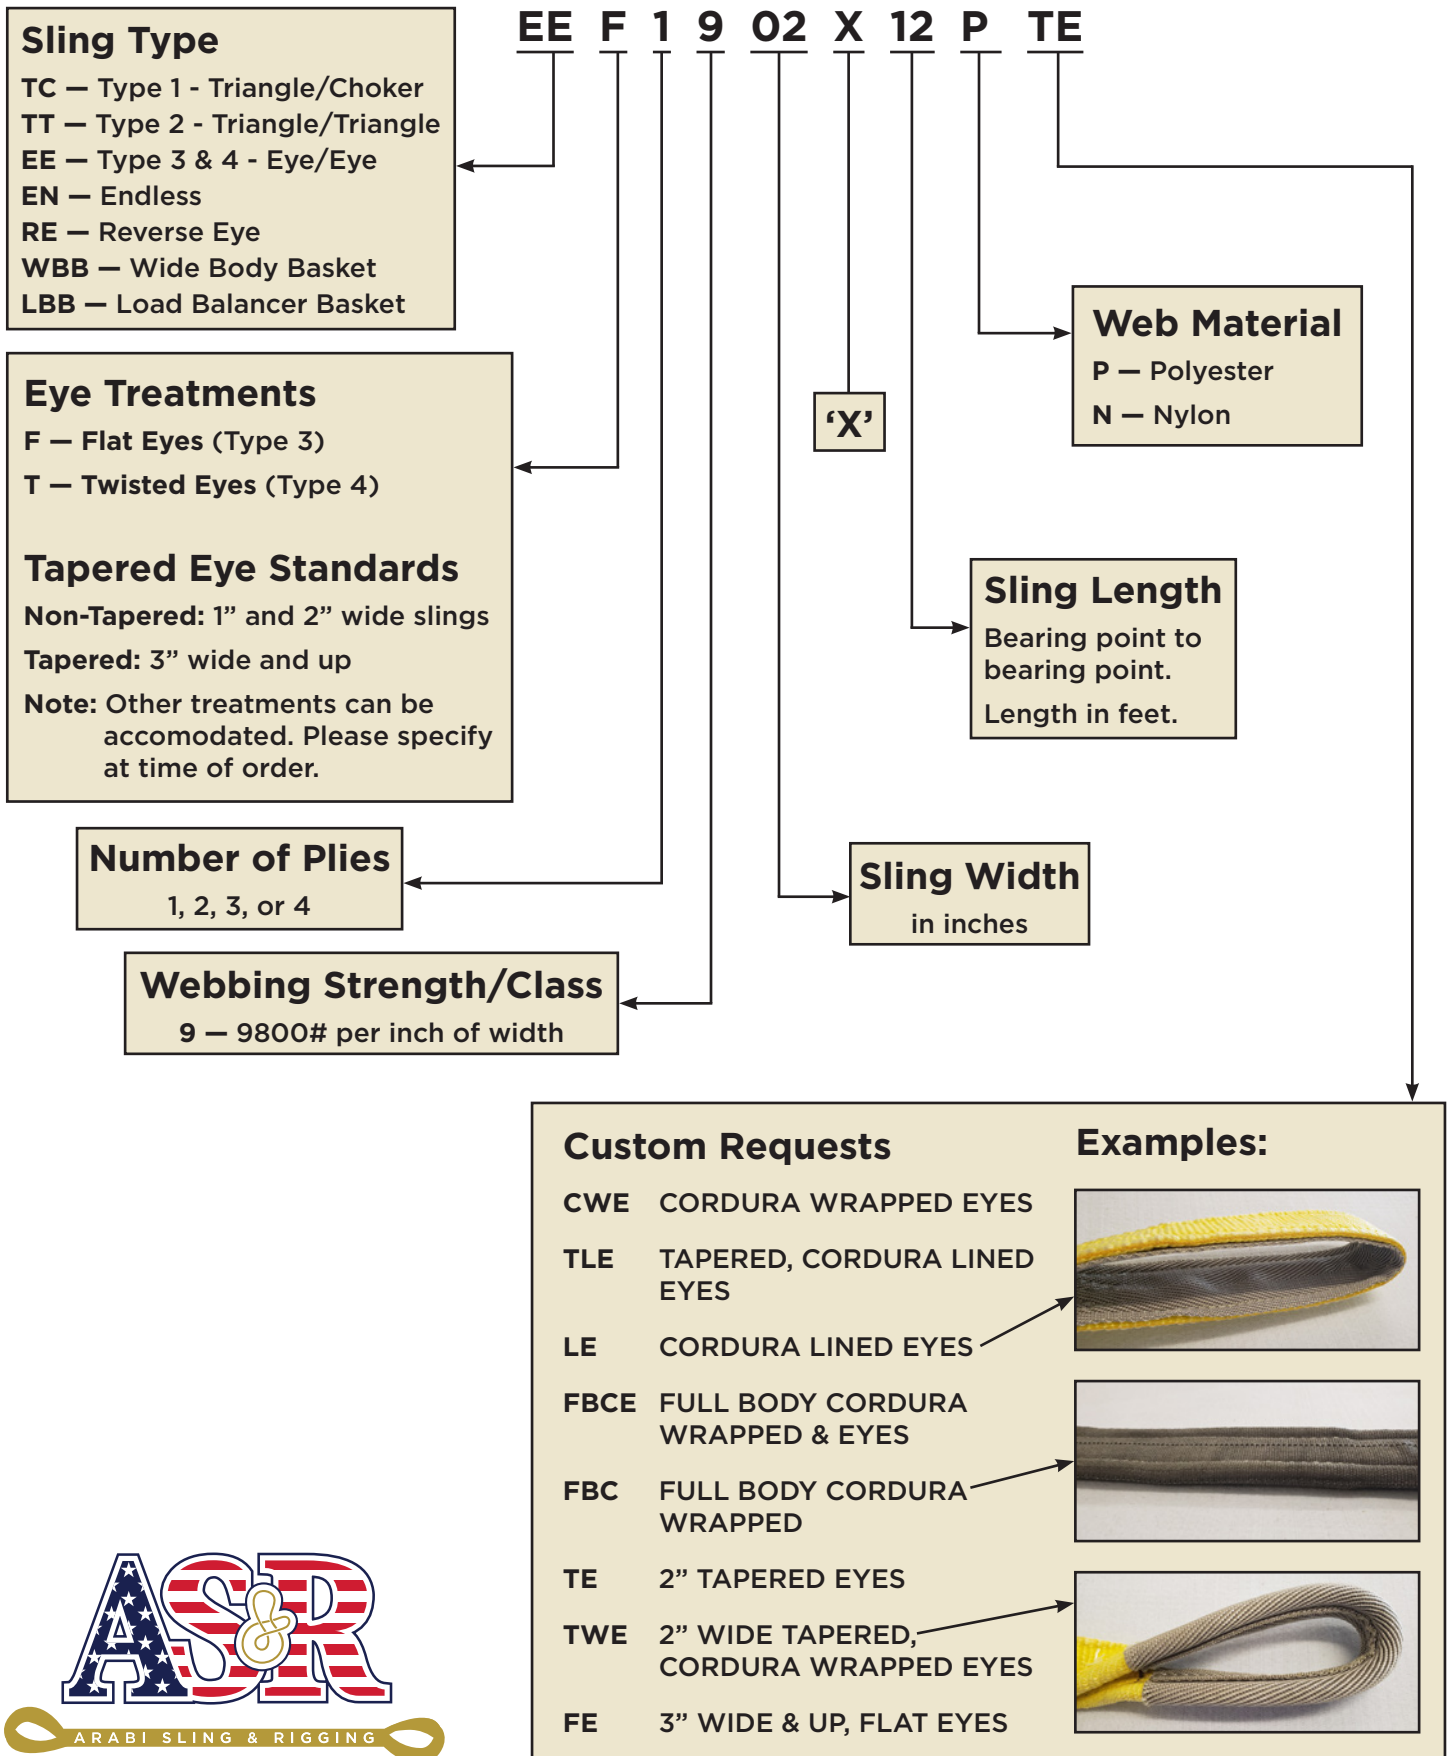 EE F 1 9 02 X 12 P TE
Sling Type
TC — Type 1 - Triangle/Choker
TT — Type 2 - Triangle/Triangle
EE — Type 3 & 4 - Eye/Eye
EN — Endless
RE — Reverse Eye
WBB — Wide Body Basket
LBB — Load Balancer Basket
Eye Treatments
F — Flat Eyes (Type 3)
T — Twisted Eyes (Type 4)
Tapered Eye Standards
Non-Tapered: 1” and 2” wide slings
Tapered: 3” wide and up
Note: Other treatments can be
accomodated. Please specify
at time of order.
Web Material
P — Polyester
N — Nylon
‘X’
Sling Length
Bearing point to
bearing point.
Length in feet.
Number of Plies
1, 2, 3, or 4
Sling Width
in inches
Webbing Strength/Class
9 — 9800# per inch of width
Custom Requests
CWE CORDURA WRAPPED EYES
TLE TAPERED, CORDURA LINED
EYES
LE CORDURA LINED EYES
FBCE FULL BODY CORDURA
WRAPPED & EYES
FBC FULL BODY CORDURA
WRAPPED
TE 2” TAPERED EYES
TWE 2” WIDE TAPERED,
CORDURA WRAPPED EYES
FE 3” WIDE & UP, FLAT EYES
Examples:
AS&R
ARABI SLING & RIGGING